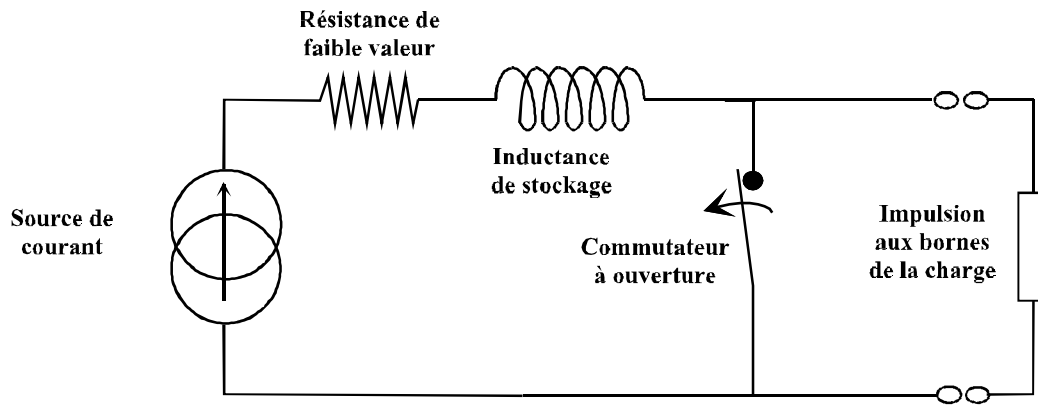 Résistance de
faible valeur
Inductance
de stockage
Source de
courant
Commutateur
à ouverture
Impulsion
aux bornes
de la charge